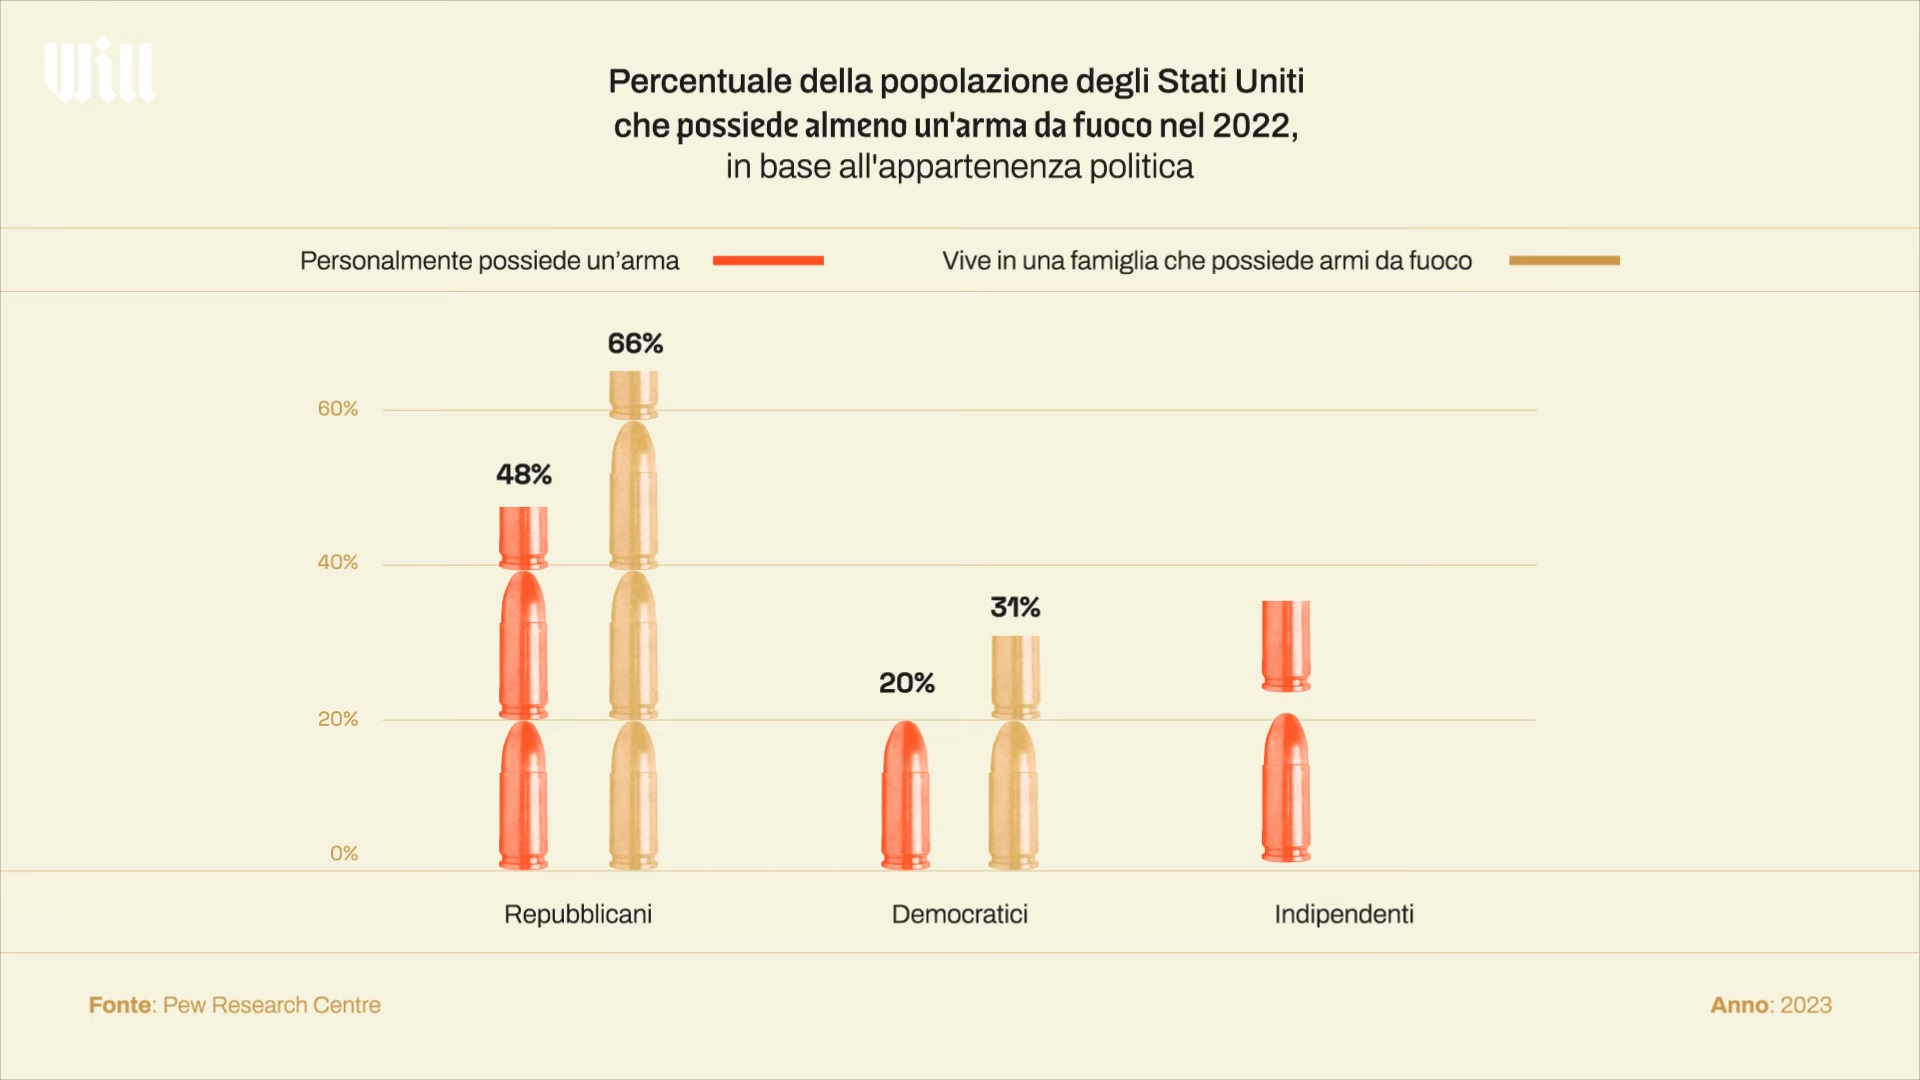 Will
Percentuale della popolazione degli Stati Uniti
che possiede almeno un'arma da fuoco nel 2022,
in base all'appartenenza politica
Personalmente possiede un’arma
Vive in una famiglia che possiede armi da fuoco
66%
60%
48%
40%
31%
20%
20%
0%
Repubblicani
Democratici
Indipendenti
Fonte: Pew Research Centre
Anno: 2023